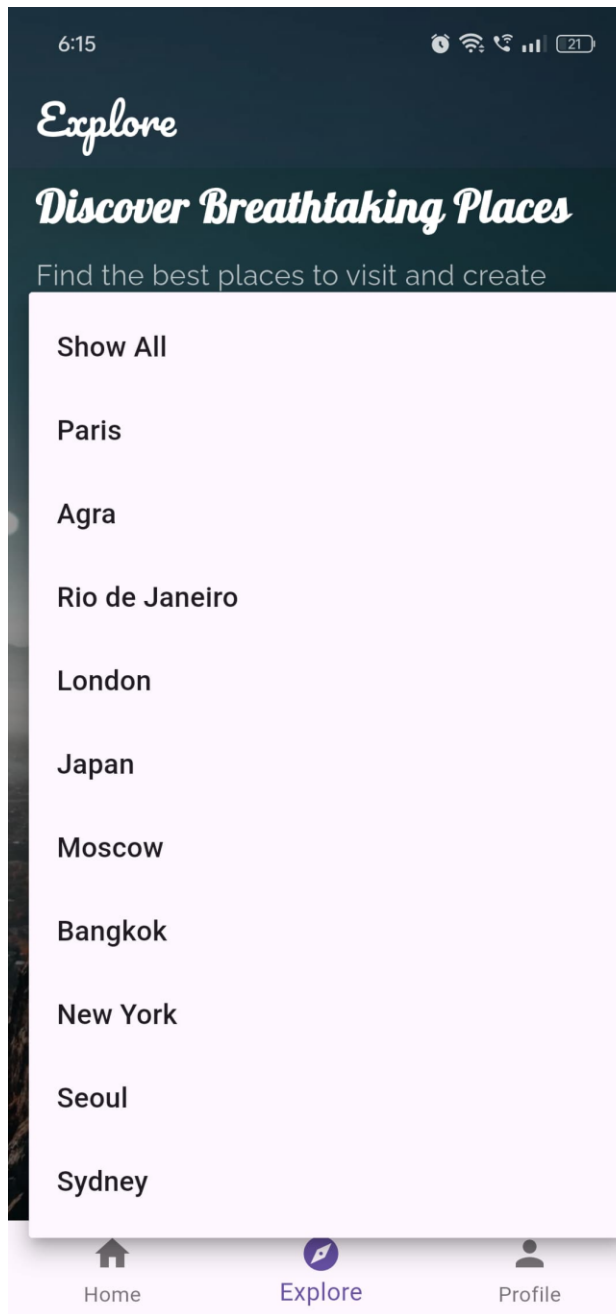 6:15
21
Explore
Discover Breathtaking Places
Find the best places to visit and create
Show All
Paris
Agra
Rio de Janeiro
London
Japan
Moscow
Bangkok
New York
Seoul
Sydney
Home
Explore
Profile